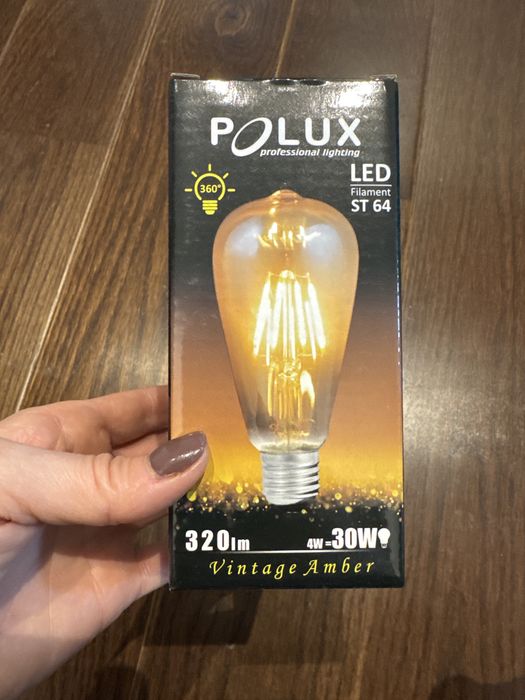 POLUX
professional lighting
LED
Filament
ST 64
360°
320lm
4W=30W
Vintage Amber